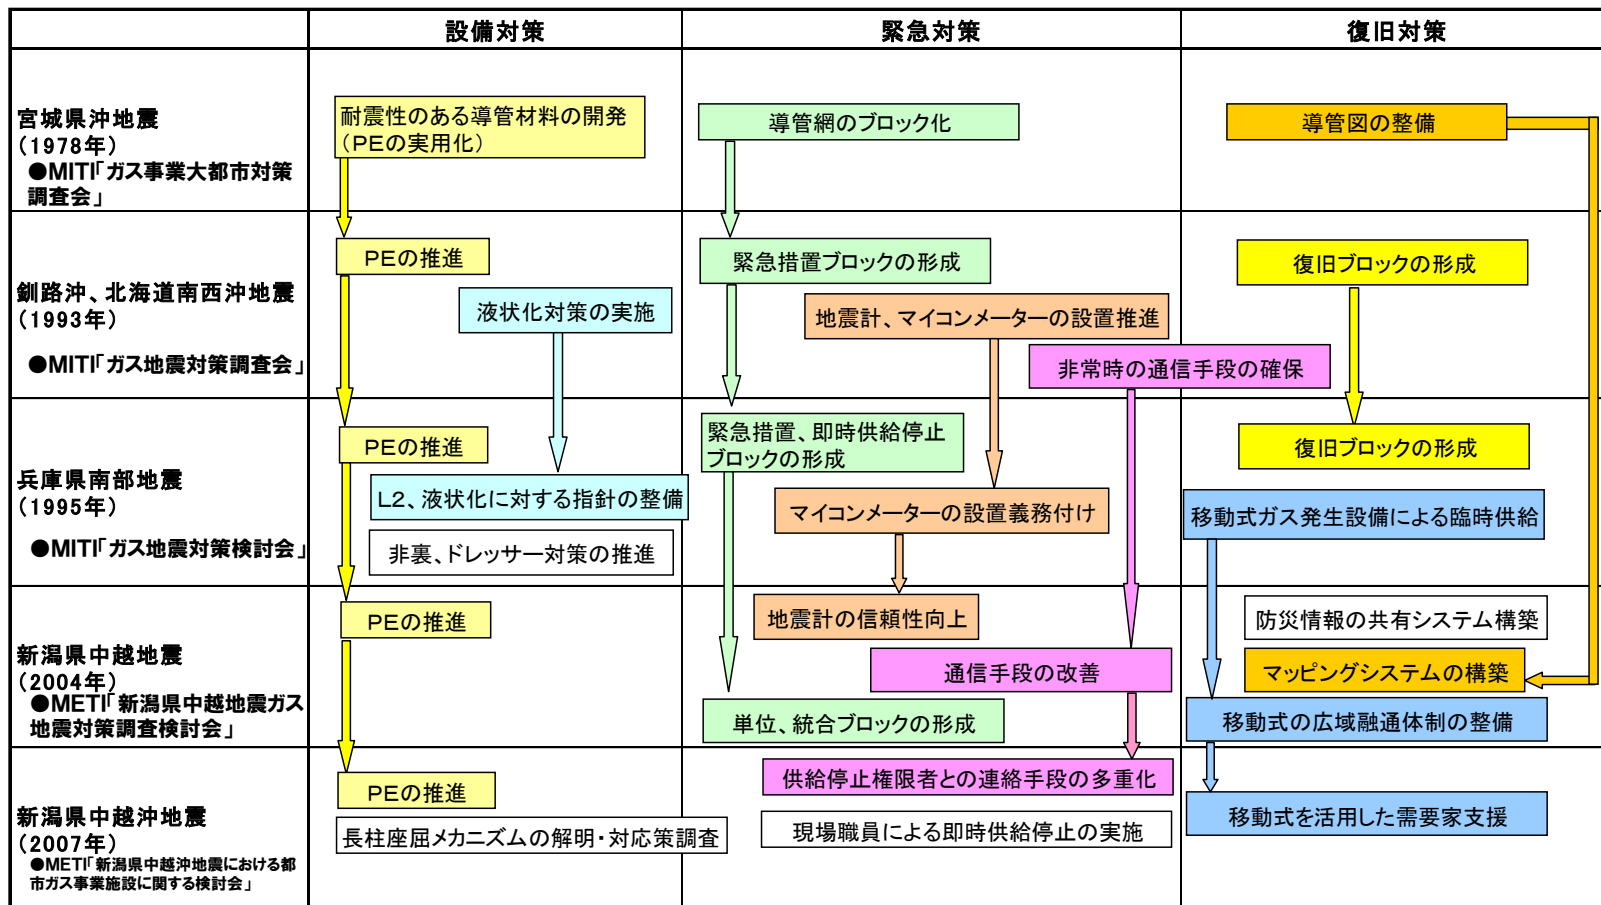 設備対策
緊急対策
復旧対策
宮城県沖地震
(1978年)
●MITI「ガス事業大都市対策
調査会」
耐震性のある導管材料の開発
(PEの実用化)
導管網のブロック化
導管図の整備
釧路沖、北海道南西沖地震
(1993年)
●MITI「ガス地震対策調査会」
PEの推進
液状化対策の実施
緊急措置ブロックの形成
地震計、マイコンメーターの設置推進
非常時の通信手段の確保
復旧ブロックの形成
兵庫県南部地震
(1995年)
●MITI「ガス地震対策検討会」
PEの推進
L2、液状化に対する指針の整備
非裏、ドレッサー対策の推進
緊急措置、即時供給停止
ブロックの形成
マイコンメーターの設置義務付け
復旧ブロックの形成
移動式ガス発生設備による臨時供給
新潟県中越地震
(2004年)
●METI「新潟県中越地震ガス
地震対策調査検討会」
PEの推進
地震計の信頼性向上
通信手段の改善
単位、統合ブロックの形成
防災情報の共有システム構築
マッピングシステムの構築
移動式の広域融通体制の整備
新潟県中越沖地震
(2007年)
●METI「新潟県中越沖地震における都
市ガス事業施設に関する検討会」
PEの推進
長柱座屈メカニズムの解明・対応策調査
供給停止権限者との連絡手段の多重化
現場職員による即時供給停止の実施
移動式を活用した需要家支援